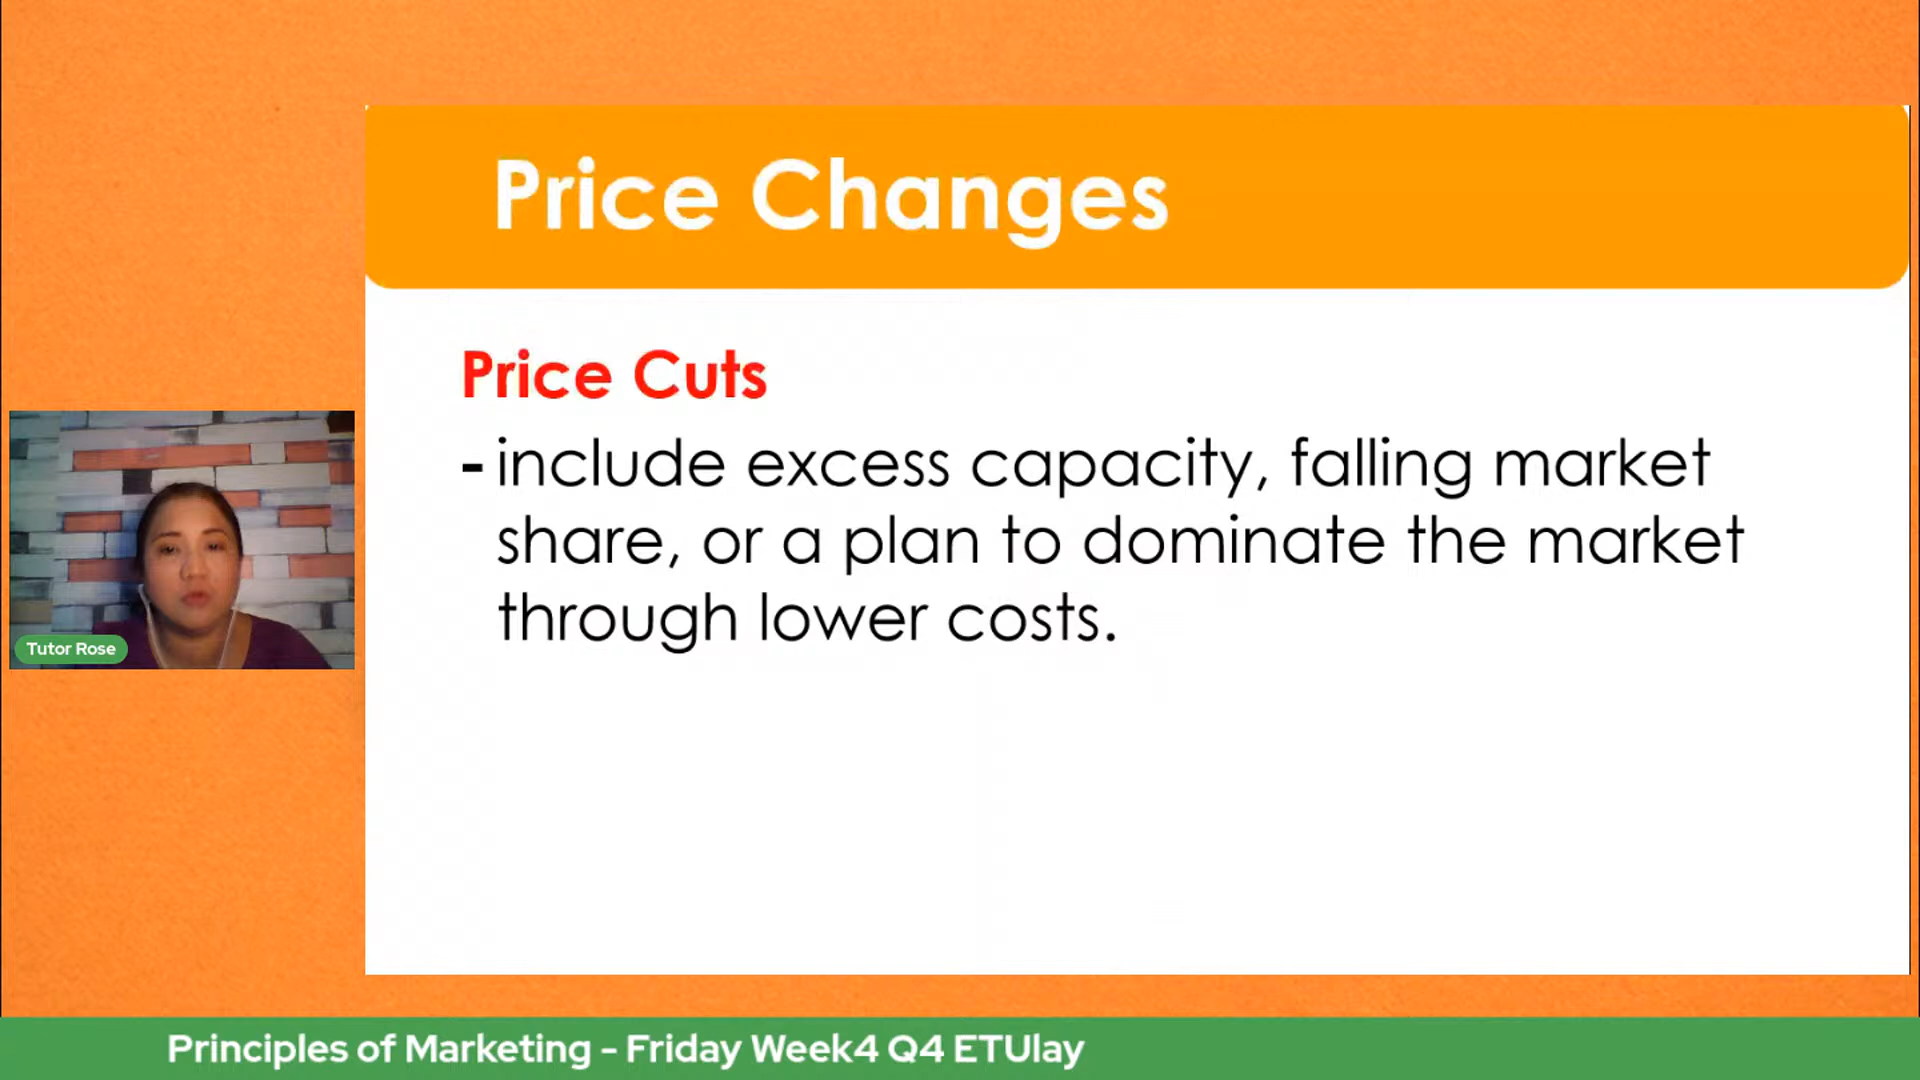 Price Changes
Price Cuts
- include excess capacity, falling market
share, or a plan to dominate the market
through lower costs.
Tutor Rose
Principles of Marketing - Friday Week4 Q4 ETUlay